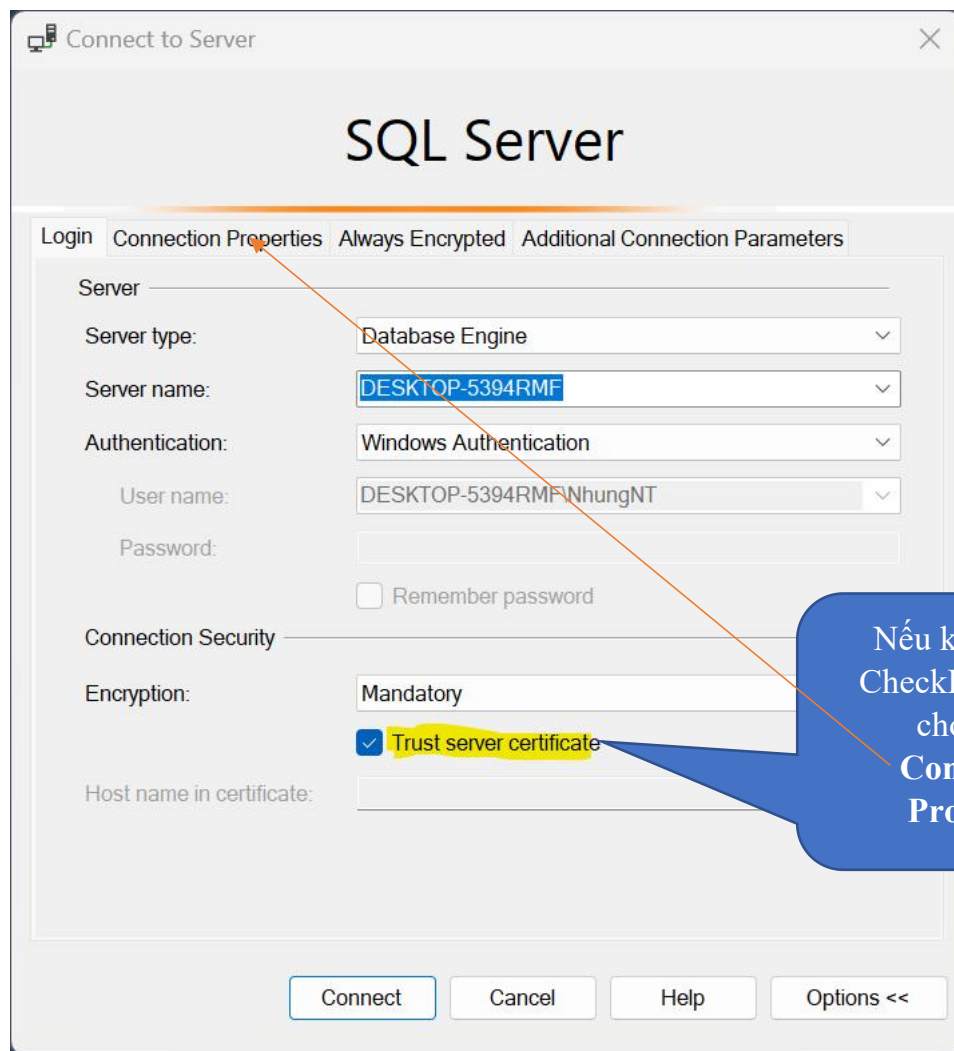 Connect to Server
SQL Server
Login Connection Properties Always Encrypted Additional Connection Parameters
Server
Server type: Database Engine
Server name: DESKTOP-5394RMF
Authentication: Windows Authentication
User name: DESKTOP-5394RMF\NhungNT
Password:
Remember password
Connection Security
Encryption: Mandatory
Trust server certificate
Host name in certificate:
Nếu
Connect Cancel Help Options <<